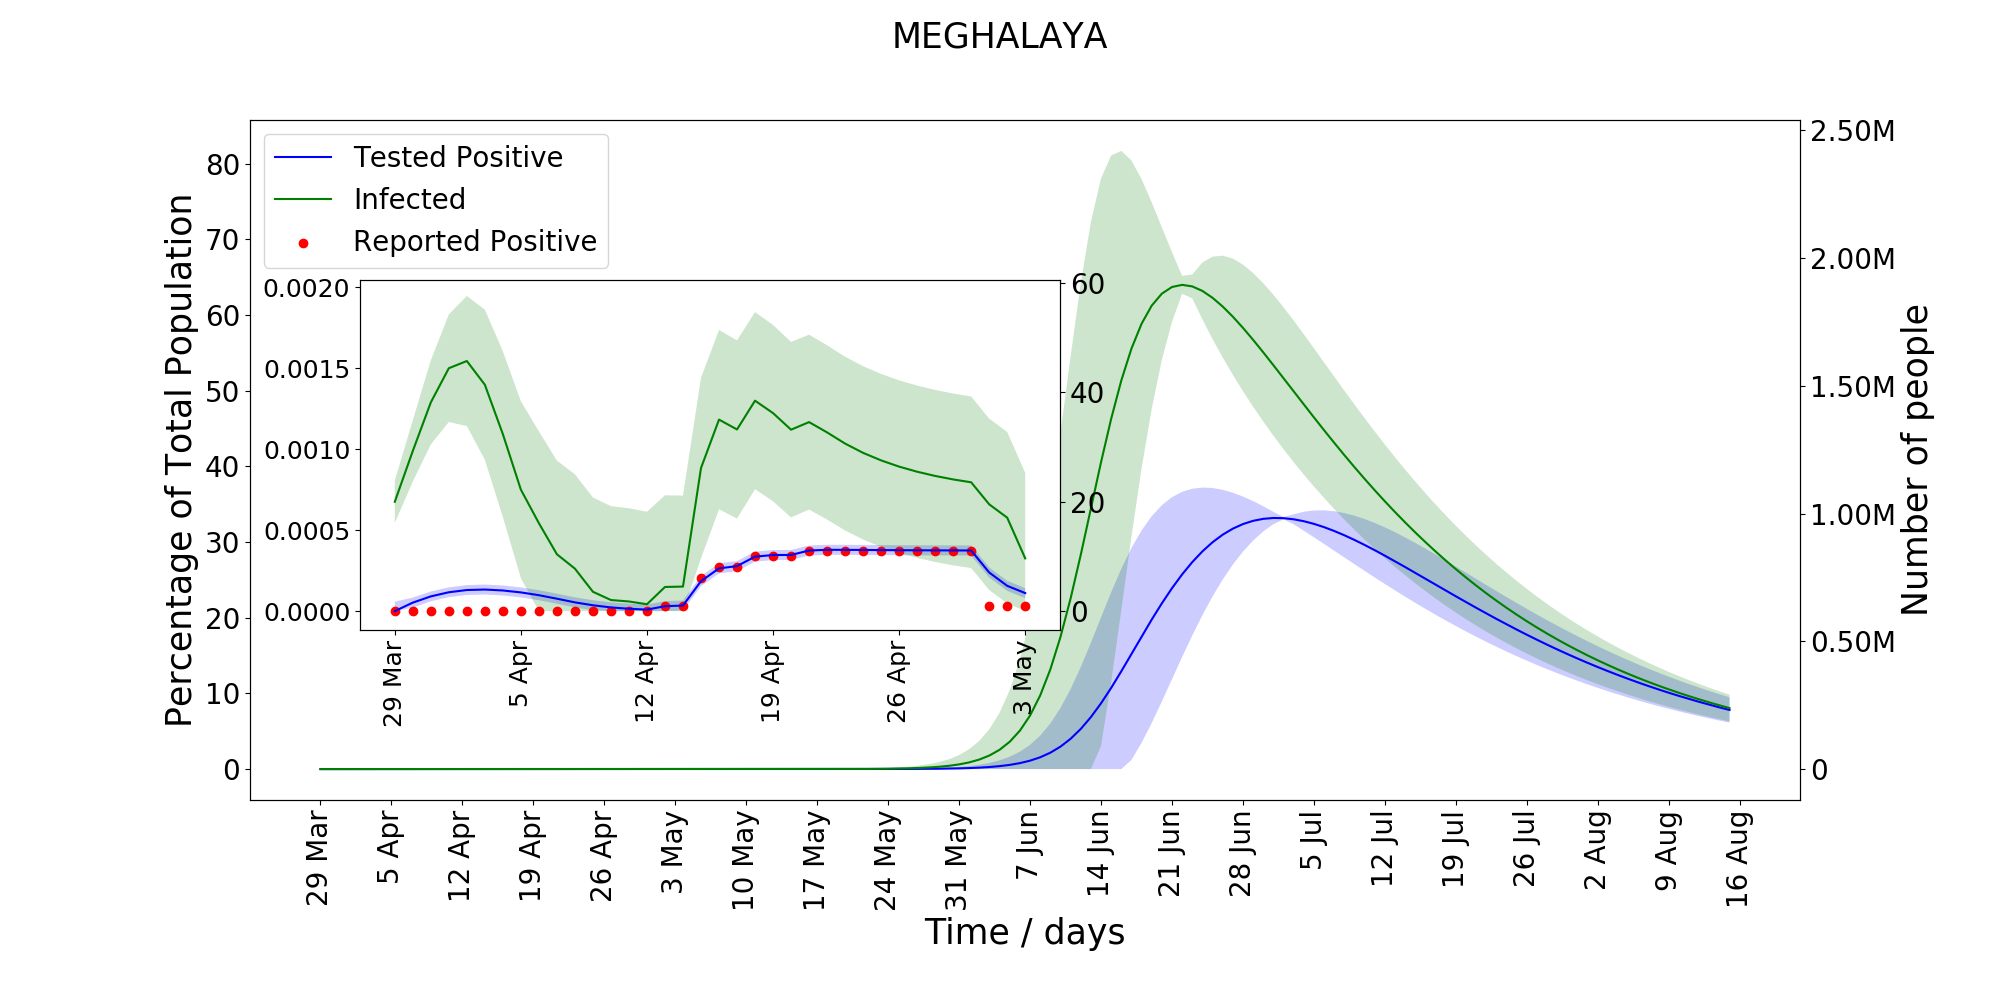 MEGHALAYA
Tested Positive
Infected
Reported Positive
Percentage of Total Population
80
70
60
50
40
30
20
10
0
2.50M
2.00M
1.50M
1.00M
0.50M
0
Number of people
0.0020
0.0015
0.0010
0.0005
0.0000
60
40
20
0
29 Mar
5 Apr
12 Apr
19 Apr
26 Apr
3 May
29 Mar
5 Apr
12 Apr
19 Apr
26 Apr
3 May
10 May
17 May
24 May
31 May
7 Jun
14 Jun
21 Jun
28 Jun
5 Jul
12 Jul
19 Jul
26 Jul
2 Aug
9 Aug
16 Aug
Time / days